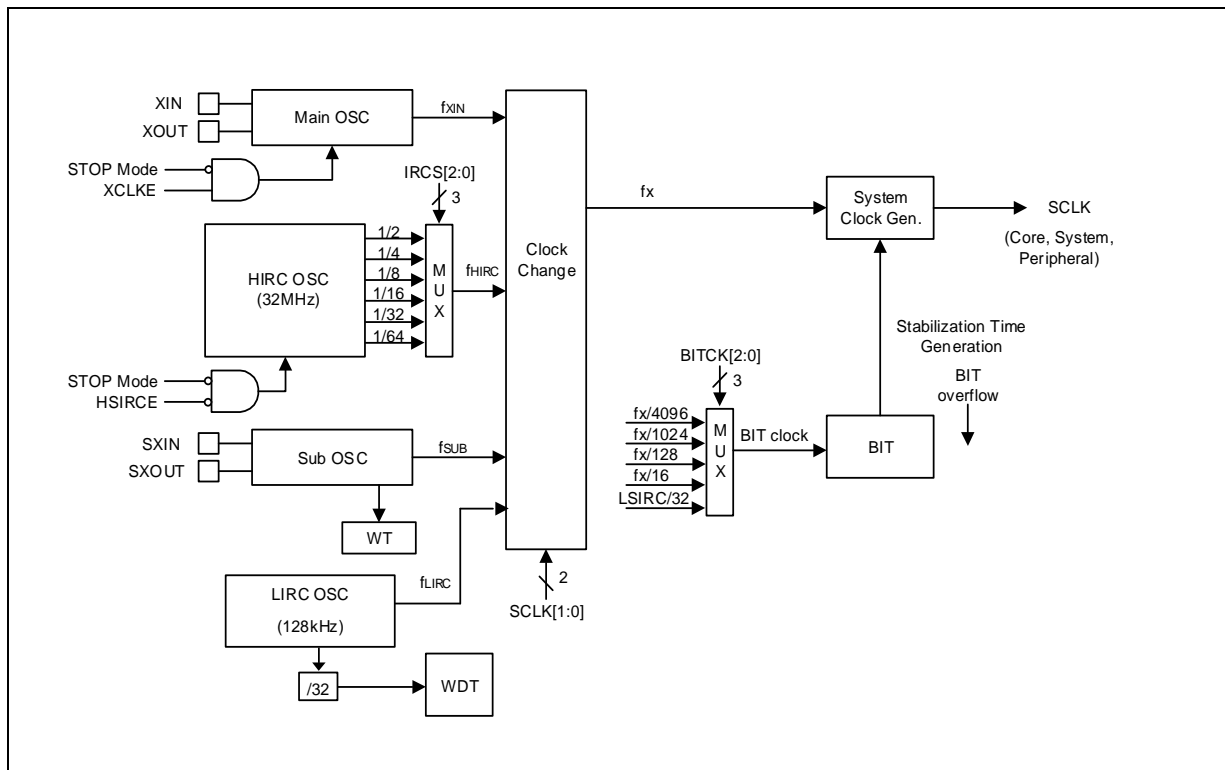 XIN
XOUT
Main OSC
fXIN
STOP Mode
XCLKE
IRCS[2:0]
3
HIRC OSC
(32MHz)
1/2
1/4
1/8
1/16
1/32
1/64
M
U
X
fHIRC
STOP Mode
HSIRCE
SXIN
SXOUT
Sub OSC
fSUB
WT
LIRC OSC
(128kHz)
fLIRC
/32
WDT
Clock
Change
2
SCLK[1:0]
fx
System
Clock Gen.
SCLK
(Core, System,
Peripheral)
Stabilization Time
Generation
BIT
overflow
BITCK[2:0]
3
fx/4096
fx/1024
fx/128
fx/16
LSIRC/32
M
U
X
BIT clock
BIT